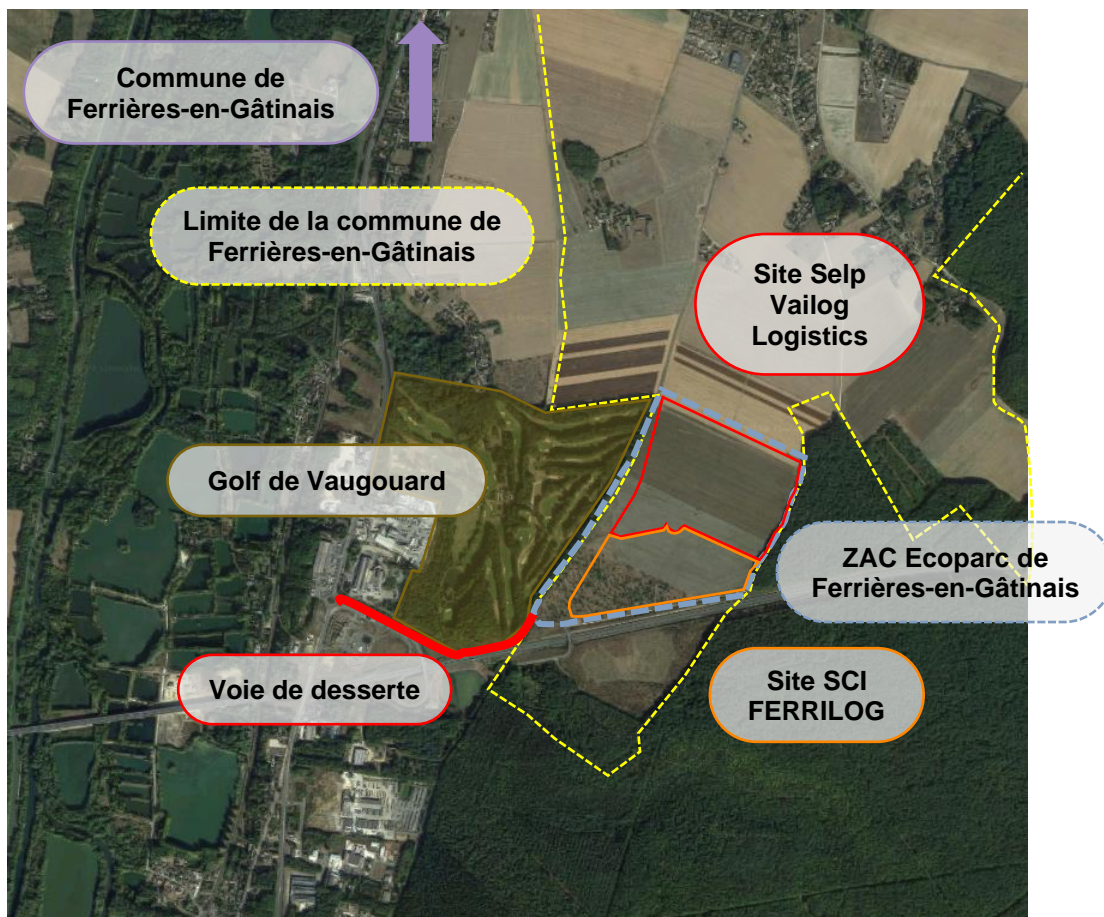 Commune de
Ferrières-en-Gâtinais
Limite de la commune de
Ferrières-en-Gâtinais
Site Selp
Vailog
Logistics
Golf de Vaugouard
ZAC Ecoparc de
Ferrières-en-Gâtinais
Voie de desserte
Site SCI
FERRILOG